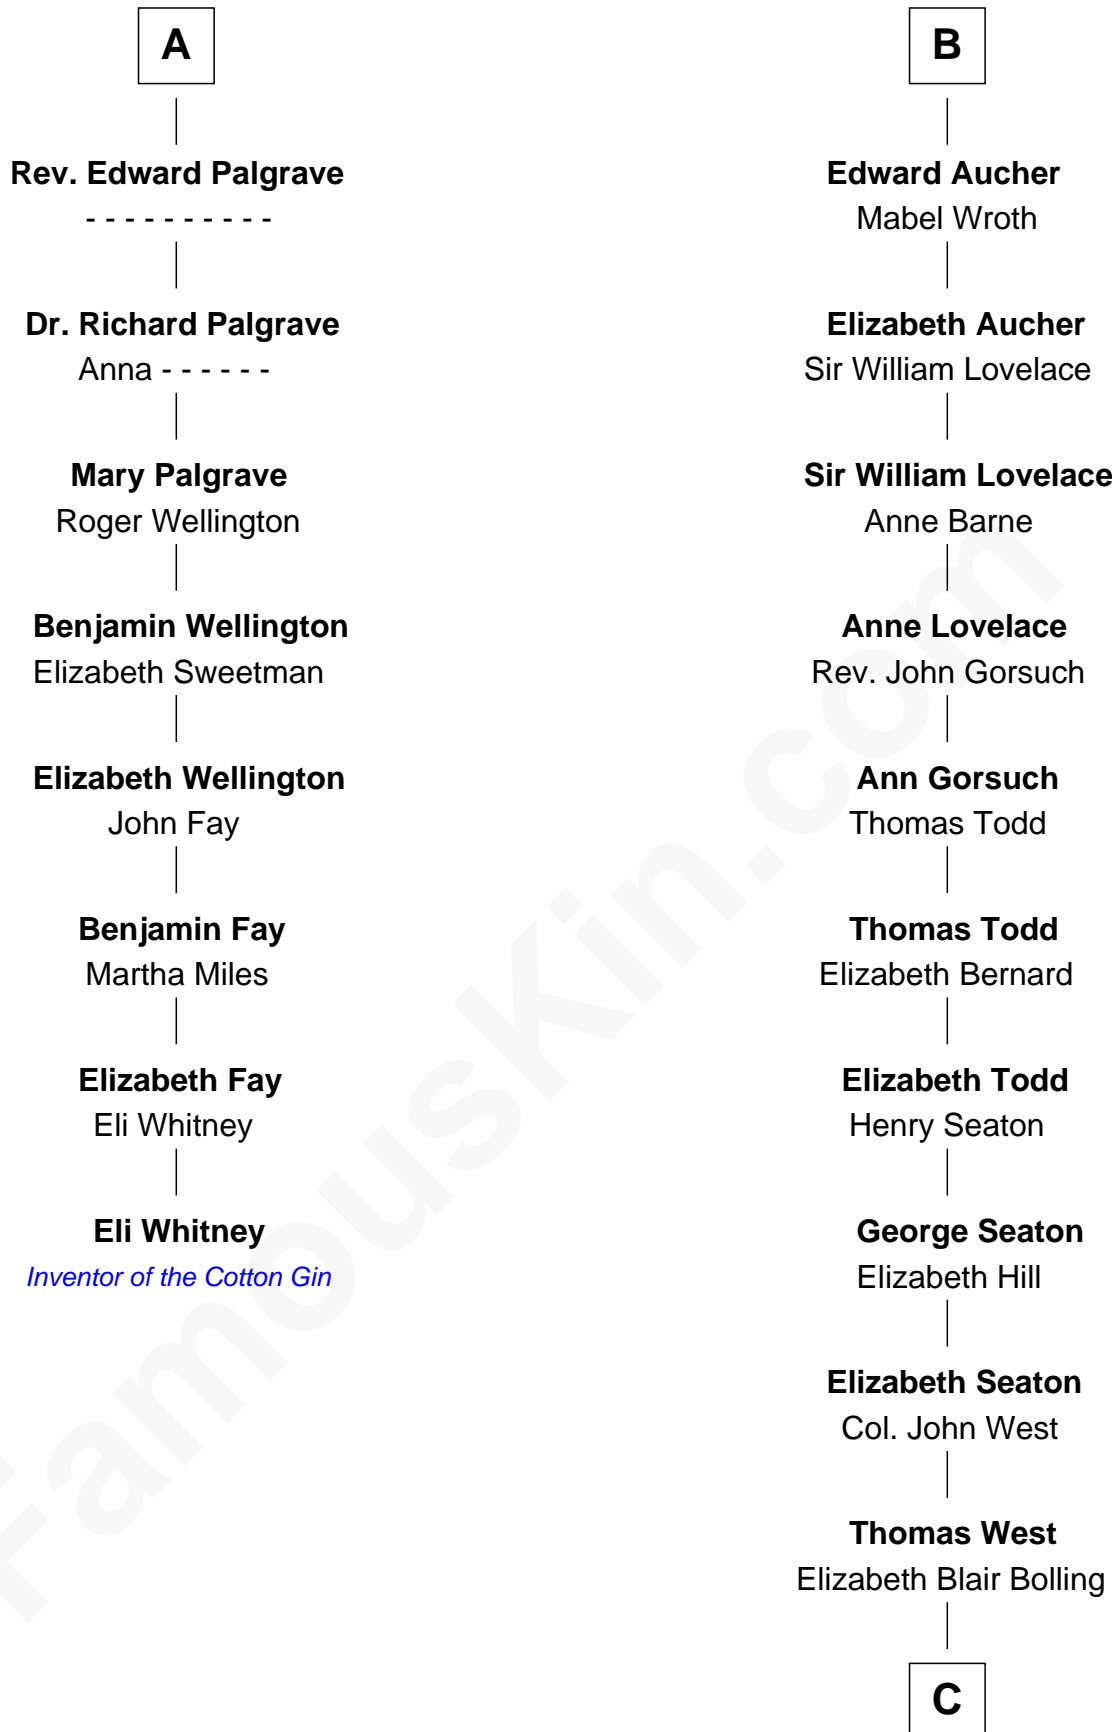 A
Rev. Edward Palgrave
- - - - - - - - - -
Dr. Richard Palgrave
Anna - - - - - -
Mary Palgrave
Roger Wellington
Benjamin Wellington
Elizabeth Sweetman
Elizabeth Wellington
John Fay
Benjamin Fay
Martha Miles
Elizabeth Fay
Eli Whitney
Eli Whitney
Inventor of the Cotton Gin
B
Edward Aucher
Mabel Wroth
Elizabeth Aucher
Sir William Lovelace
Sir William Lovelace
Anne Barne
Anne Lovelace
Rev. John Gorsuch
Ann Gorsuch
Thomas Todd
Thomas Todd
Elizabeth Bernard
Elizabeth Todd
Henry Seaton
George Seaton
Elizabeth Hill
Elizabeth Seaton
Col. John West
Thomas West
Elizabeth Blair Bolling
C
FamousKin.com